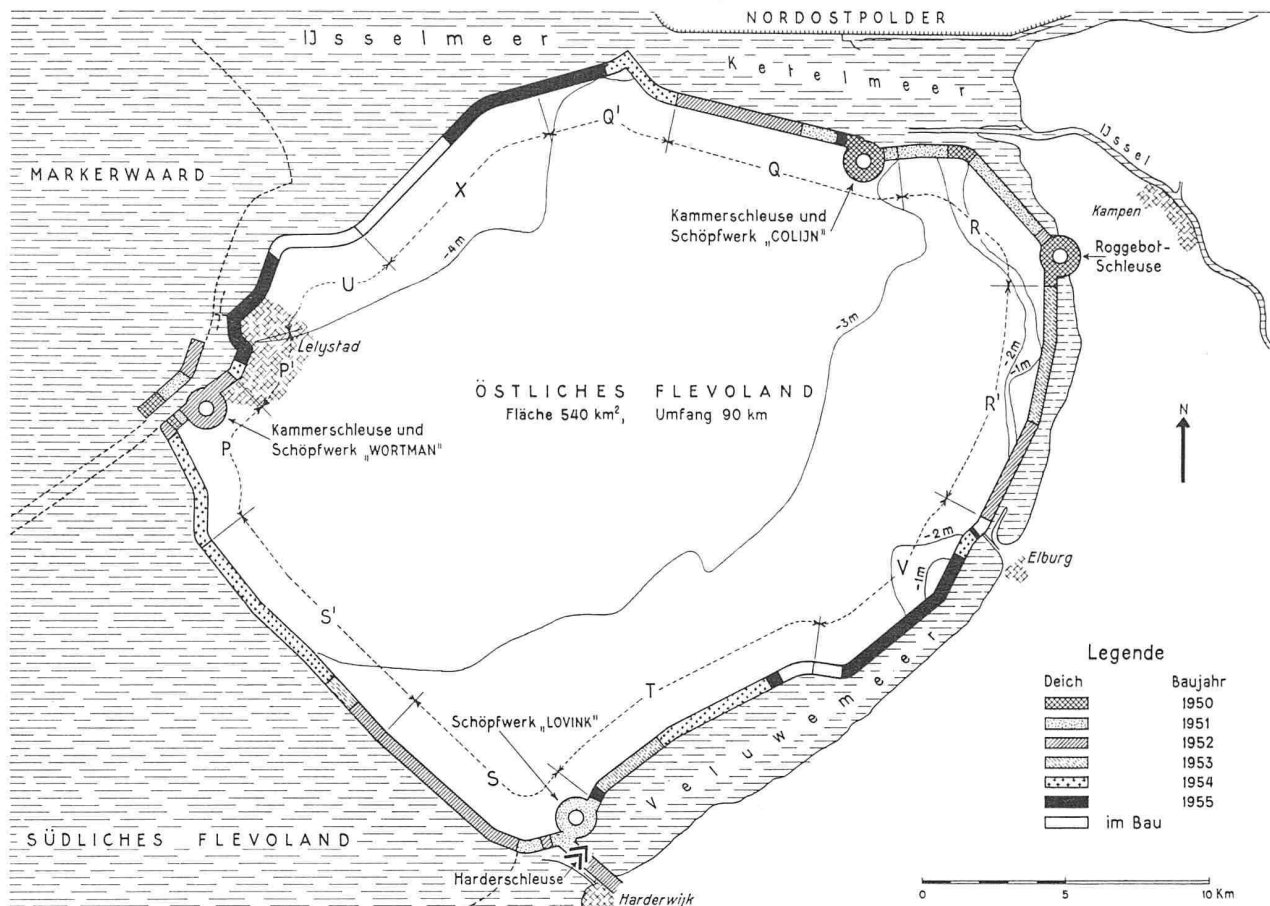 NORDOSTPOLDER
IJsselmeer
Ketelmeer
IJssel
MARKERWAARD
Q'
X
Q
Kampen
Kammerschleuse und
Schöpfwerk „COLIJN"
R
Roggebot-
Schleuse
-4m
U
-3m
Lelystad
P'
-2m
-1m
ÖSTLICHES FLEVOLAND
Fläche 540 km², Umfang 90 km
R'
N
Kammerschleuse und
Schöpfwerk „WORTMAN"
P
-2m
V
-1m
Elburg
S'
Veluwemeer
T
Schöpfwerk „LOVINK"
S
SÜDLICHES FLEVOLAND
Harderschleuse
Harderwijk
Legende
Deich Baujahr
1950
1951
1952
1953
1954
1955
im Bau
0 5 10 Km